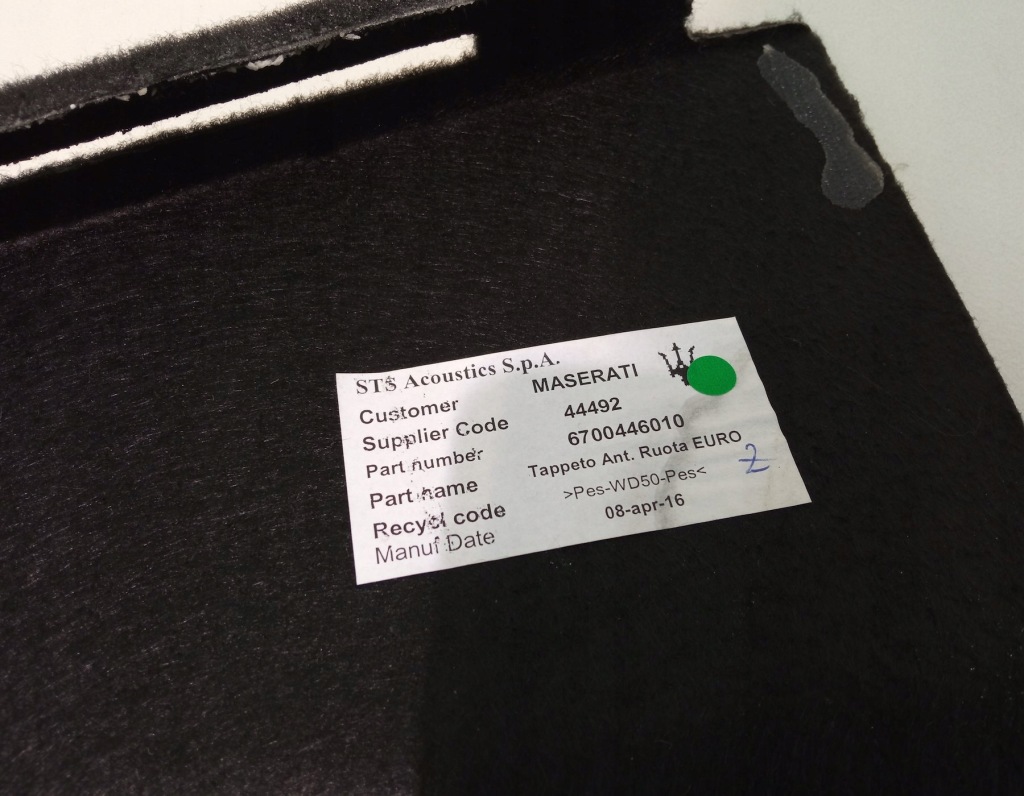 STS Acoustics S.p.A.
Customer MASERATI
Supplier Code 44492
Part number 6700446010
Part name Tappeto Ant. Ruota EURO
Recycl code >Pes-WD50-Pes<
Manuf Date 08-apr-16
2